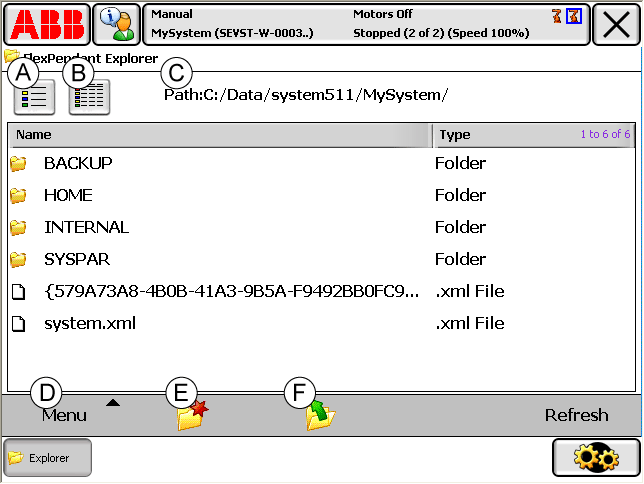 ABB
Manual
MySystem (SEVST-W-0003..)
Motors Off
Stopped (2 of 2) (Speed 100%)
FlexPendant Explorer
A
B
C
Path:C:/Data/system511/MySystem/
Name Type 1 to 6 of 6
BACKUP Folder
HOME Folder
INTERNAL Folder
SYSPAR Folder
{579A73A8-4B0B-41A3-9B5A-F9492BB0FC9... .xml File
system.xml .xml File
D
E
F
Menu Refresh
Explorer